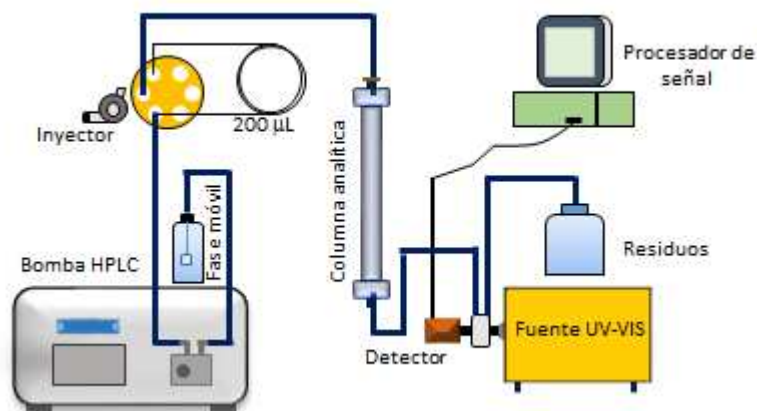 Procesador de
señal
Inyector
200 µL
Columna analítica
Fase móvil
Bomba HPLC
Residuos
Detector
Fuente UV-VIS